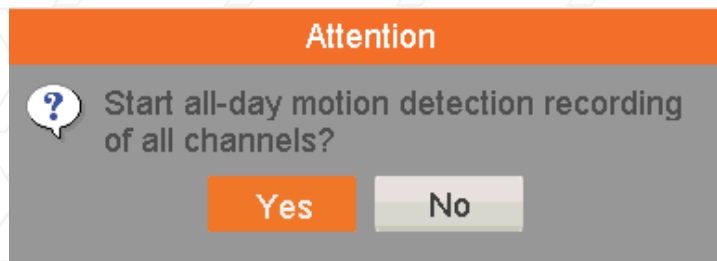 Attention
Start all-day motion detection recording
of all channels?
Yes No